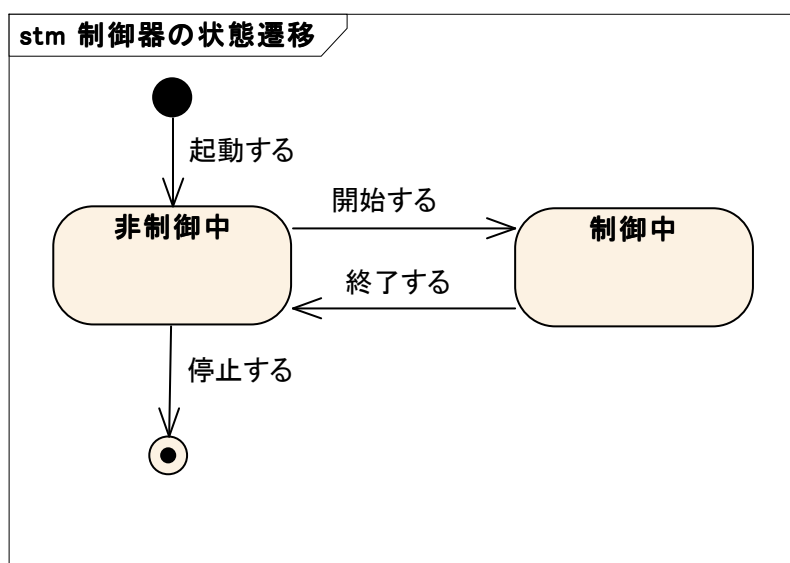 stm 制御器の状態遷移
起動する
非制御中
開始する
制御中
終了する
停止する